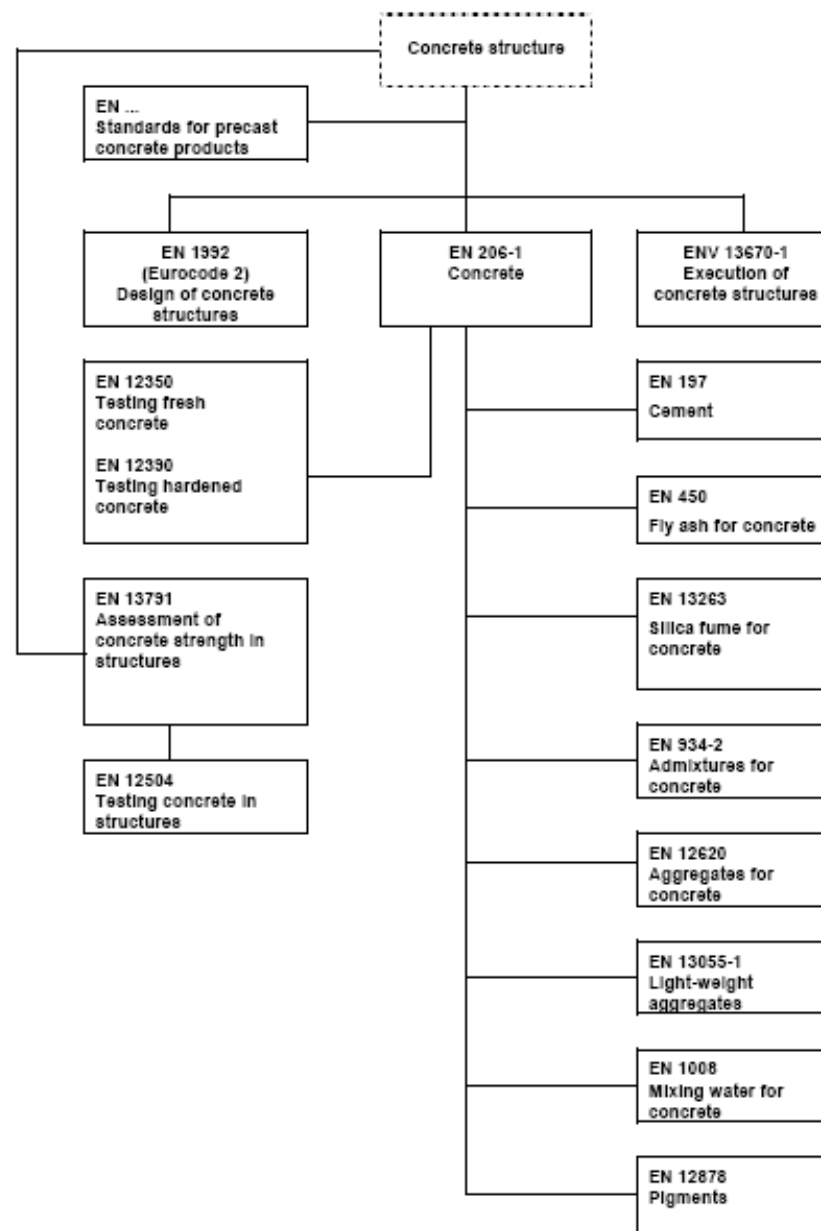 Concrete structure
EN ...
Standards for precast
concrete products
EN 1992
(Eurocode 2)
Design of concrete
structures
EN 206-1
Concrete
ENV 13670-1
Execution of
concrete structures
EN 12350
Testing fresh
concrete
EN 12390
Testing hardened
concrete
EN 13791
Assessment of
concrete strength in
structures
EN 12504
Testing concrete in
structures
EN 197
Cement
EN 450
Fly ash for concrete
EN 13263
Silica fume for
concrete
EN 934-2
Admixtures for
concrete
EN 12620
Aggregates for
concrete
EN 13055-1
Light-weight
aggregates
EN 1008
Mixing water for
concrete
EN 12878
Pigments